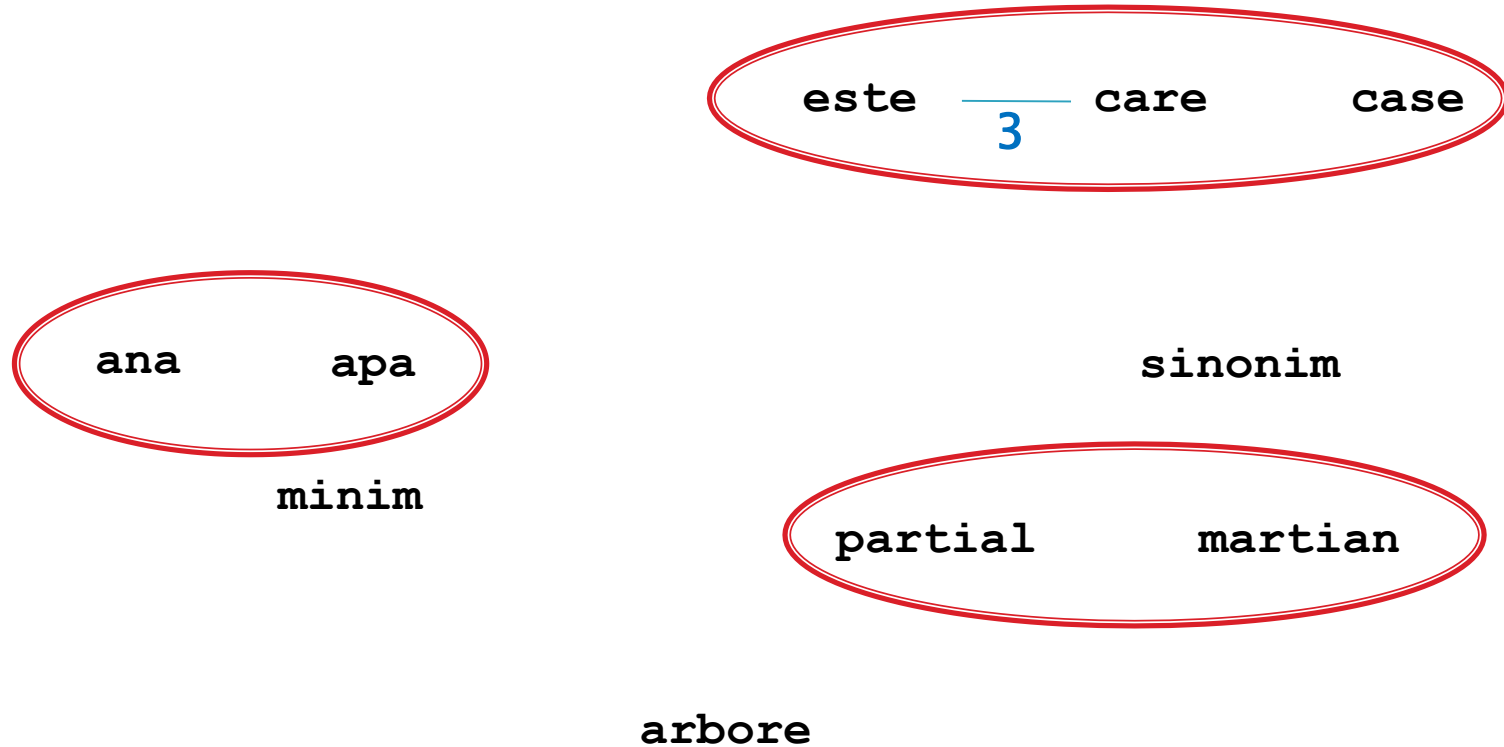 este care case
3
ana apa sinonim
minim
partial martian
arbore